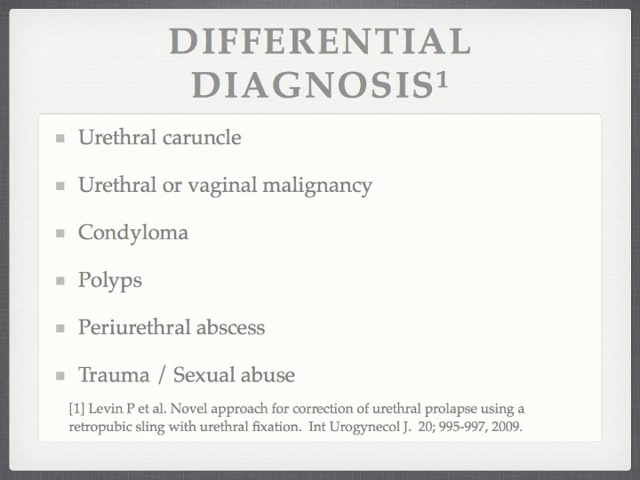 DIFFERENTIAL
DIAGNOSIS¹
Urethral caruncle
Urethral or vaginal malignancy
Condyloma
Polyps
Periurethral abscess
Trauma / Sexual abuse
[1] Levin P et al. Novel approach for correction of urethral prolapse using a
retropubic sling with urethral fixation.  Int Urogynecol J.  20; 995-997, 2009.